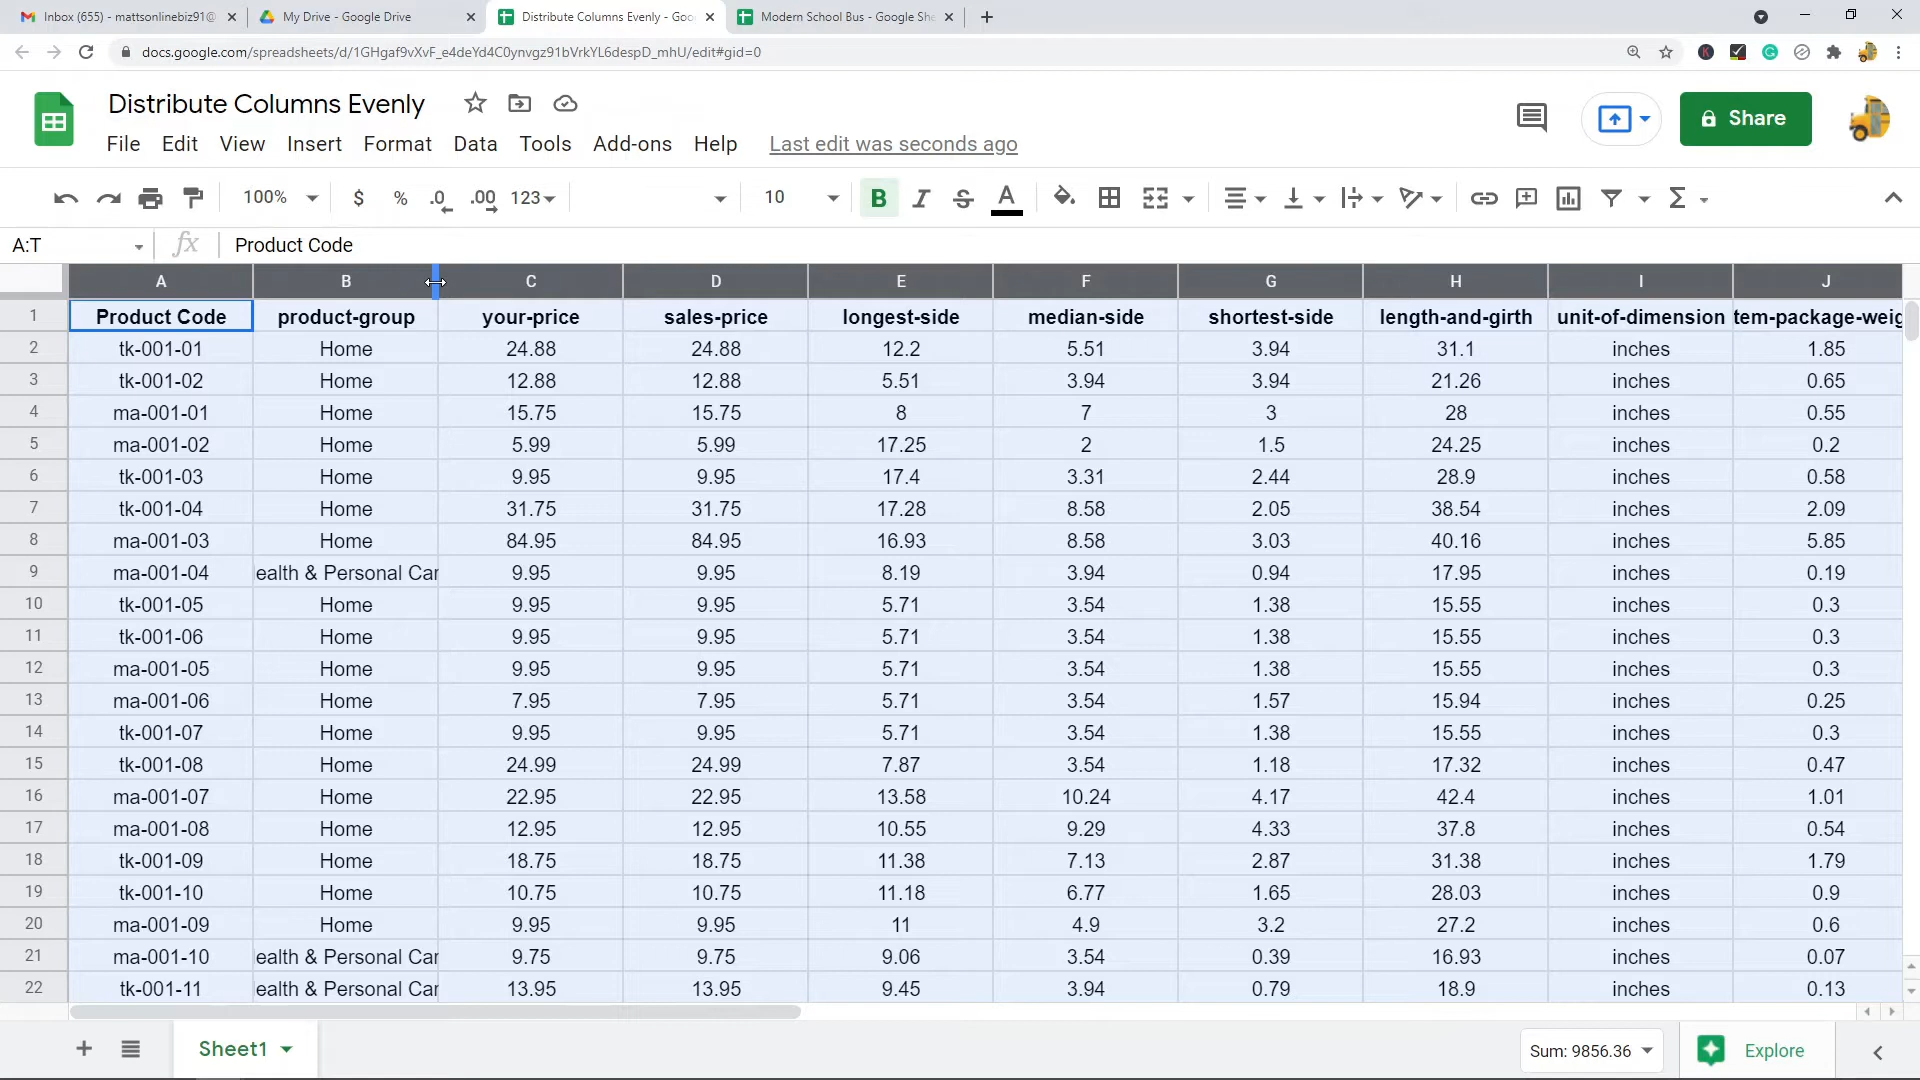 Inbox (655) - mattsonlinebiz91@ My Drive - Google Drive Distribute Columns Evenly - Goo Modern School Bus - Google She
docs.google.com/spreadsheets/d/1GHgaf9vXvF_e4deYd4C0ynvgz91bVrkYL6despD_mhU/edit#gid=0
Distribute Columns Evenly
Share
File Edit View Insert Format Data Tools Add-ons Help Last edit was seconds ago
100% $ % .0 .00 123 10 B I S A
A:T fx Product Code
A B C D E F G H I J
1 Product Code product-group your-price sales-price longest-side median-side shortest-side length-and-girth unit-of-dimension tem-package-weig
2 tk-001-01 Home 24.88 24.88 12.2 5.51 3.94 31.1 inches 1.85
3 tk-001-02 Home 12.88 12.88 5.51 3.94 3.94 21.26 inches 0.65
4 ma-001-01 Home 15.75 15.75 8 7 3 28 inches 0.55
5 ma-001-02 Home 5.99 5.99 17.25 2 1.5 24.25 inches 0.2
6 tk-001-03 Home 9.95 9.95 17.4 3.31 2.44 28.9 inches 0.58
7 tk-001-04 Home 31.75 31.75 17.28 8.58 2.05 38.54 inches 2.09
8 ma-001-03 Home 84.95 84.95 16.93 8.58 3.03 40.16 inches 5.85
9 ma-001-04 ealth & Personal Car 9.95 9.95 8.19 3.94 0.94 17.95 inches 0.19
10 tk-001-05 Home 9.95 9.95 5.71 3.54 1.38 15.55 inches 0.3
11 tk-001-06 Home 9.95 9.95 5.71 3.54 1.38 15.55 inches 0.3
12 ma-001-05 Home 9.95 9.95 5.71 3.54 1.38 15.55 inches 0.3
13 ma-001-06 Home 7.95 7.95 5.71 3.54 1.57 15.94 inches 0.25
14 tk-001-07 Home 9.95 9.95 5.71 3.54 1.38 15.55 inches 0.3
15 tk-001-08 Home 24.99 24.99 7.87 3.54 1.18 17.32 inches 0.47
16 ma-001-07 Home 22.95 22.95 13.58 10.24 4.17 42.4 inches 1.01
17 ma-001-08 Home 12.95 12.95 10.55 9.29 4.33 37.8 inches 0.54
18 tk-001-09 Home 18.75 18.75 11.38 7.13 2.87 31.38 inches 1.79
19 tk-001-10 Home 10.75 10.75 11.18 6.77 1.65 28.03 inches 0.9
20 ma-001-09 Home 9.95 9.95 11 4.9 3.2 27.2 inches 0.6
21 ma-001-10 ealth & Personal Car 9.75 9.75 9.06 3.54 0.39 16.93 inches 0.07
22 tk-001-11 ealth & Personal Car 13.95 13.95 9.45 3.94 0.79 18.9 inches 0.13
Sheet1 Sum: 9856.36 Explore